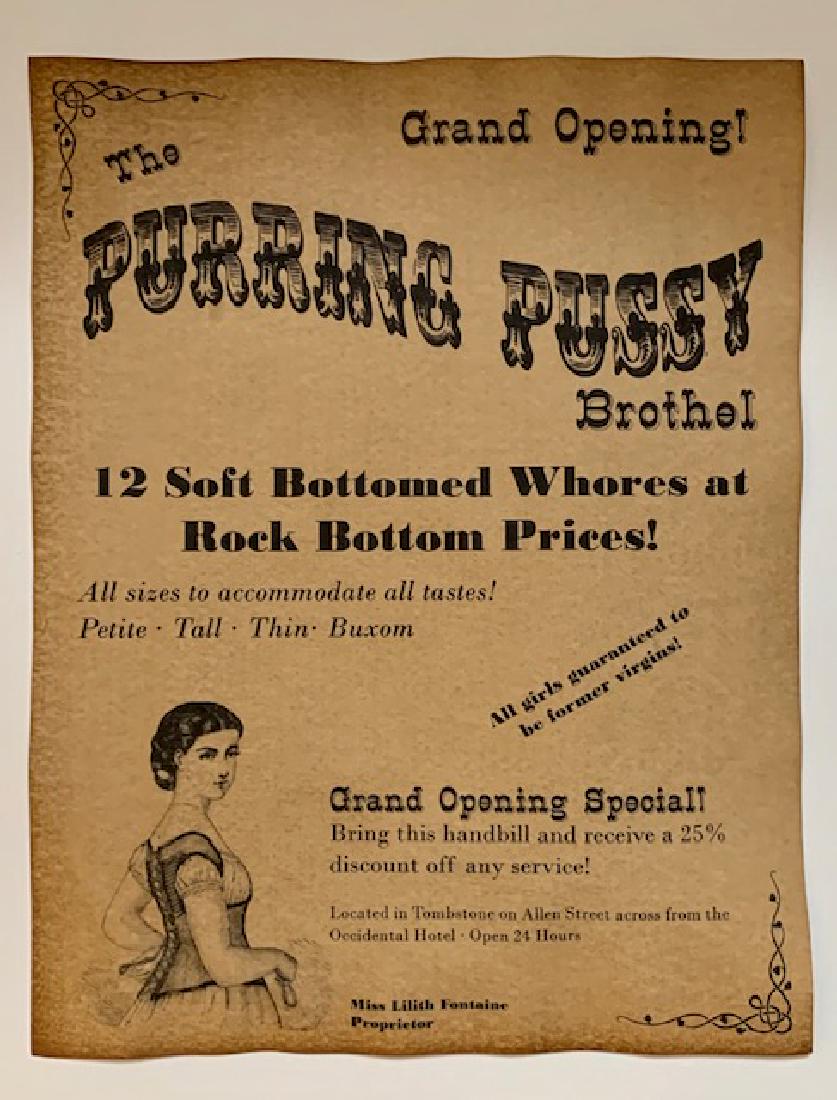 Grand Opening!
The
PURRING PUSSY
Brothel
12 Soft Bottomed Whores at
Rock Bottom Prices!
All sizes to accommodate all tastes!
Petite · Tall · Thin· Buxom
All girls guaranteed to
be former virgins!
Grand Opening Special!
Bring this handbill and receive a 25%
discount off any service!
Located in Tombstone on Allen Street across from the
Occidental Hotel · Open 24 Hours
Miss Lilith Fontaine
Proprietor